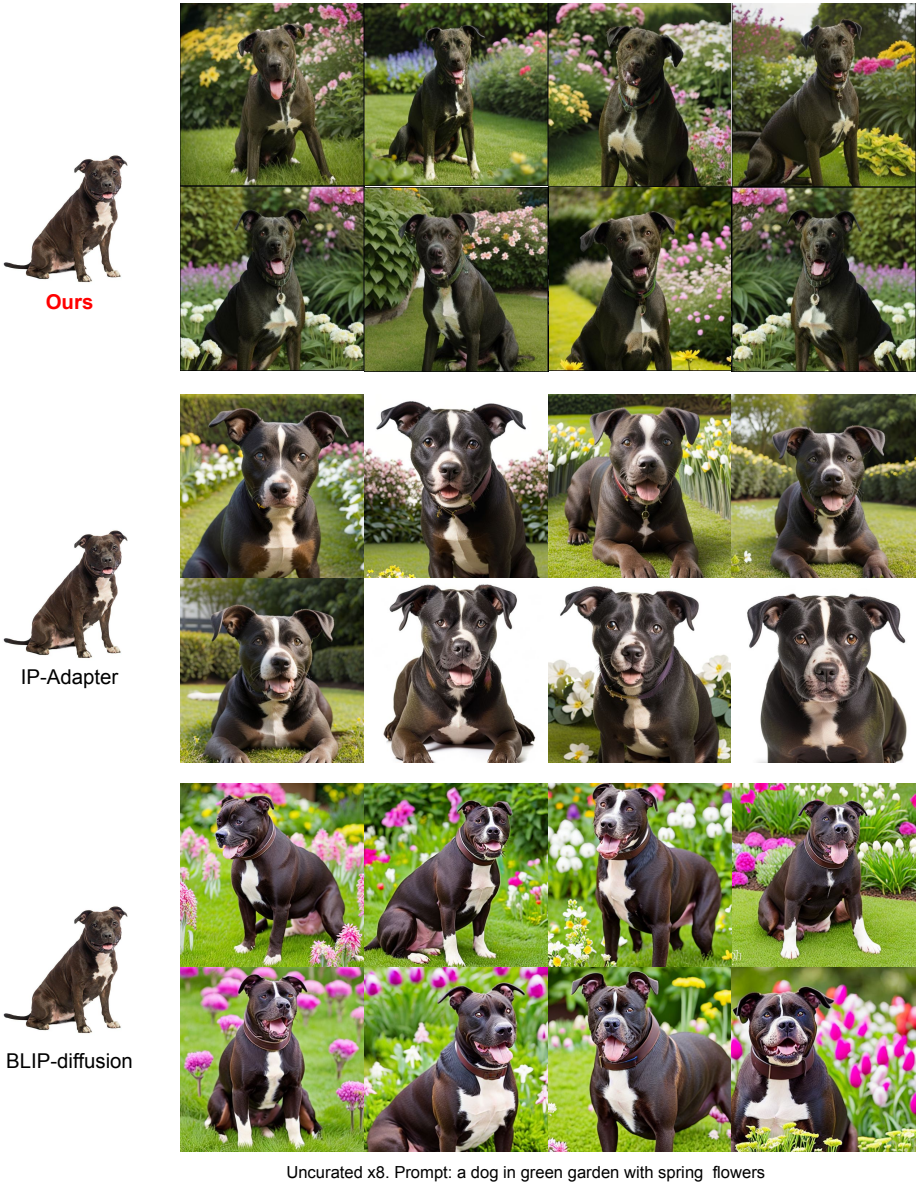 Ours
IP-Adapter
BLIP-diffusion
Uncurated x8. Prompt: a dog in green garden with spring  flowers